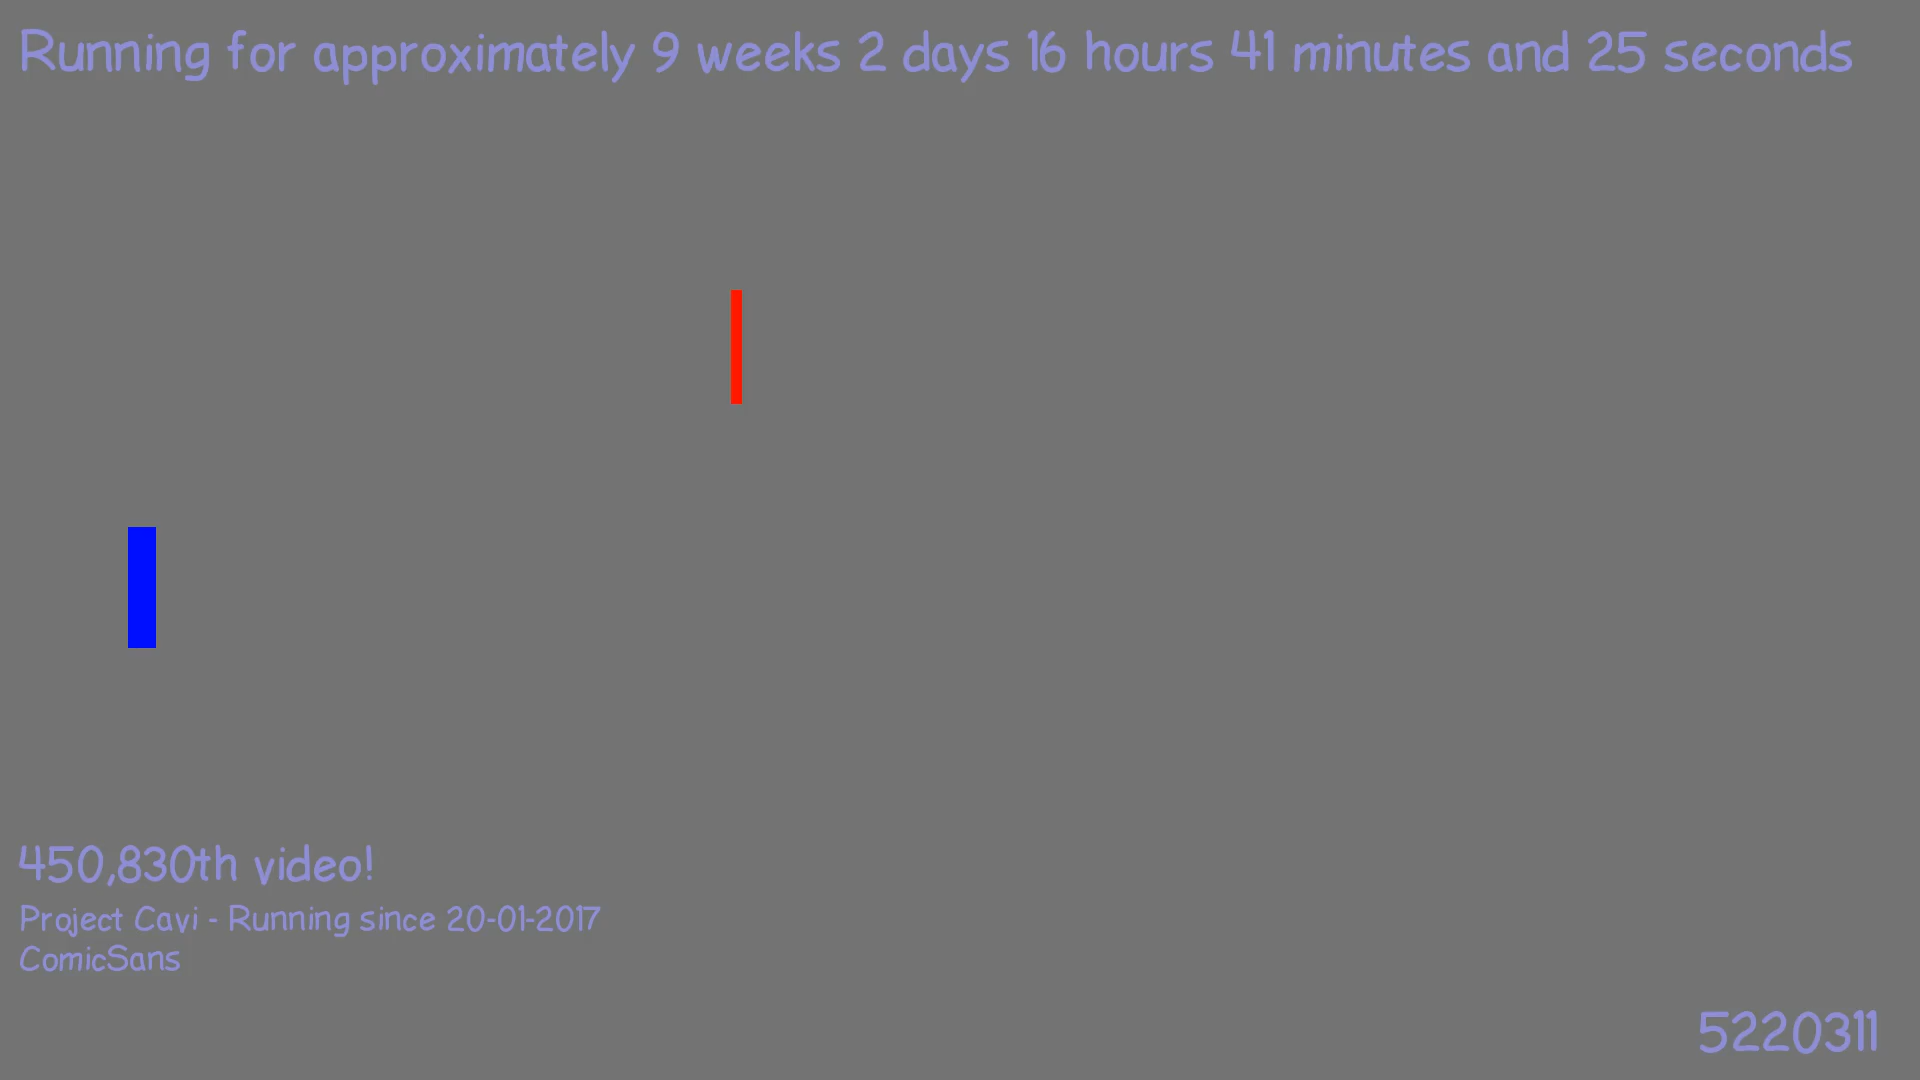 Running for approximately 9 weeks 2 days 16 hours 41 minutes and 25 seconds
450,830th video!
Project Cavi - Running since 20-01-2017
ComicSans
5220311